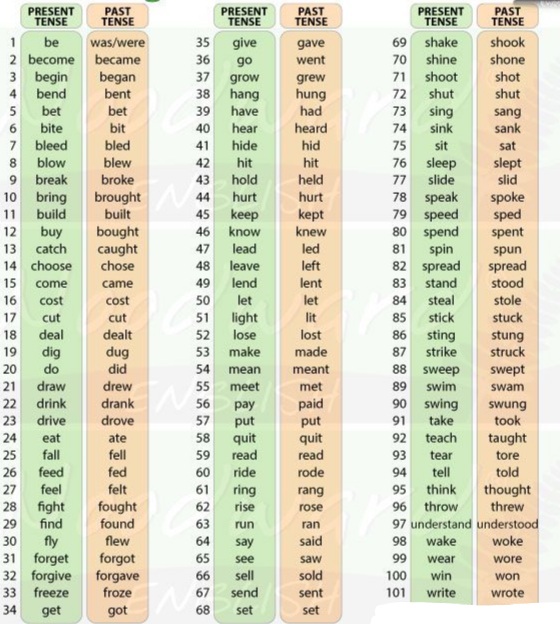 PRESENT TENSE PAST TENSE
1 be was/were
2 become became
3 begin began
4 bend bent
5 bet bet
6 bite bit
7 bleed bled
8 blow blew
9 break broke
10 bring brought
11 build built
12 buy bought
13 catch caught
14 choose chose
15 come came
16 cost cost
17 cut cut
18 deal dealt
19 dig dug
20 do did
21 draw drew
22 drink drank
23 drive drove
24 eat ate
25 fall fell
26 feed fed
27 feel felt
28 fight fought
29 find found
30 fly flew
31 forget forgot
32 forgive forgave
33 freeze froze
34 get got
PRESENT TENSE PAST TENSE
35 give gave
36 go went
37 grow grew
38 hang hung
39 have had
40 hear heard
41 hide hid
42 hit hit
43 hold held
44 hurt hurt
45 keep kept
46 know knew
47 lead led
48 leave left
49 lend lent
50 let let
51 light lit
52 lose lost
53 make made
54 mean meant
55 meet met
56 pay paid
57 put put
58 quit quit
59 read read
60 ride rode
61 ring rang
62 rise rose
63 run ran
64 say said
65 see saw
66 sell sold
67 send sent
68 set set
PRESENT TENSE PAST TENSE
69 shake shook
70 shine shone
71 shoot shot
72 shut shut
73 sing sang
74 sink sank
75 sit sat
76 sleep slept
77 slide slid
78 speak spoke
79 speed sped
80 spend spent
81 spin spun
82 spread spread
83 stand stood
84 steal stole
85 stick stuck
86 sting stung
87 strike struck
88 sweep swept
89 swim swam
90 swing swung
91 take took
92 teach taught
93 tear tore
94 tell told
95 think thought
96 throw threw
97 understand understood
98 wake woke
99 wear wore
100 win won
101 write wrote